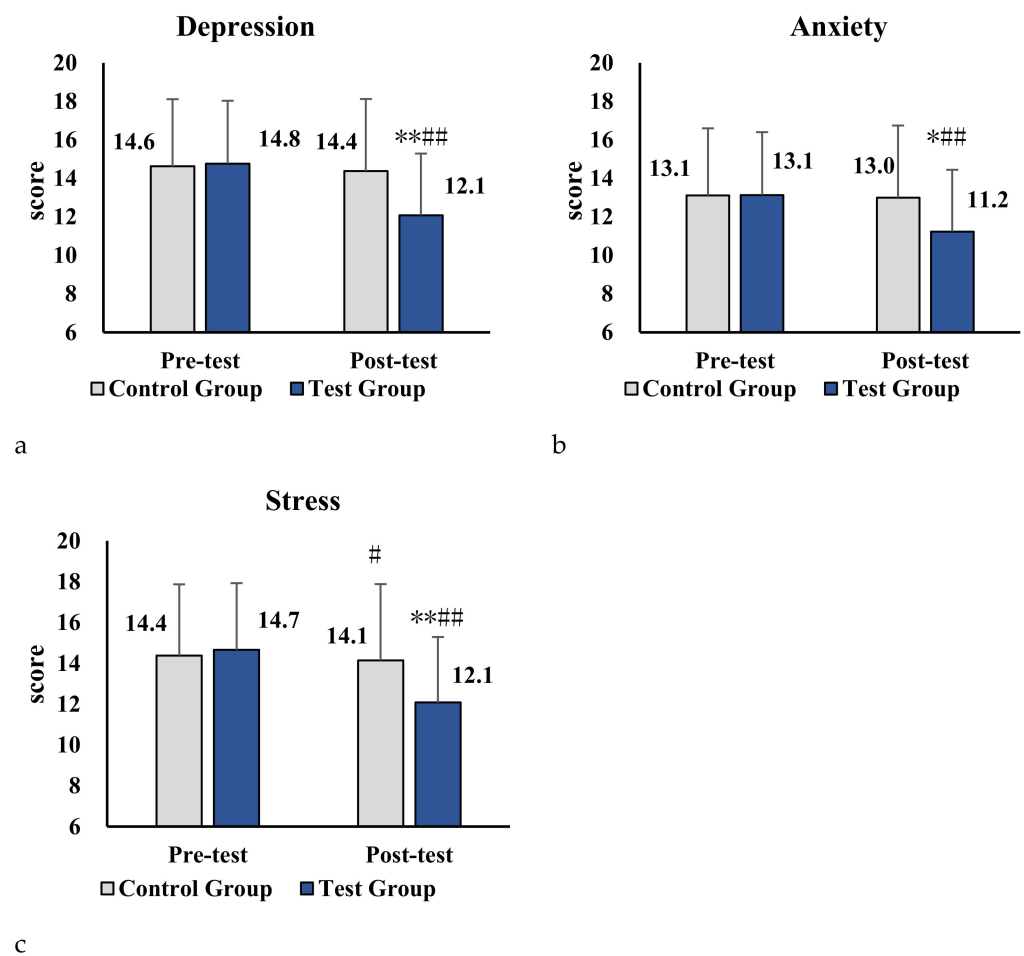 Depression
20
18
16
14
12
10
8
6
score
14.6
14.8
14.4
**##
12.1
Pre-test
Post-test
Control Group
Test Group
a
Anxiety
20
18
16
14
12
10
8
6
score
13.1
13.1
13.0
*##
11.2
Pre-test
Post-test
Control Group
Test Group
b
Stress
20
18
16
14
12
10
8
6
score
14.4
14.7
#
14.1
**##
12.1
Pre-test
Post-test
Control Group
Test Group
c